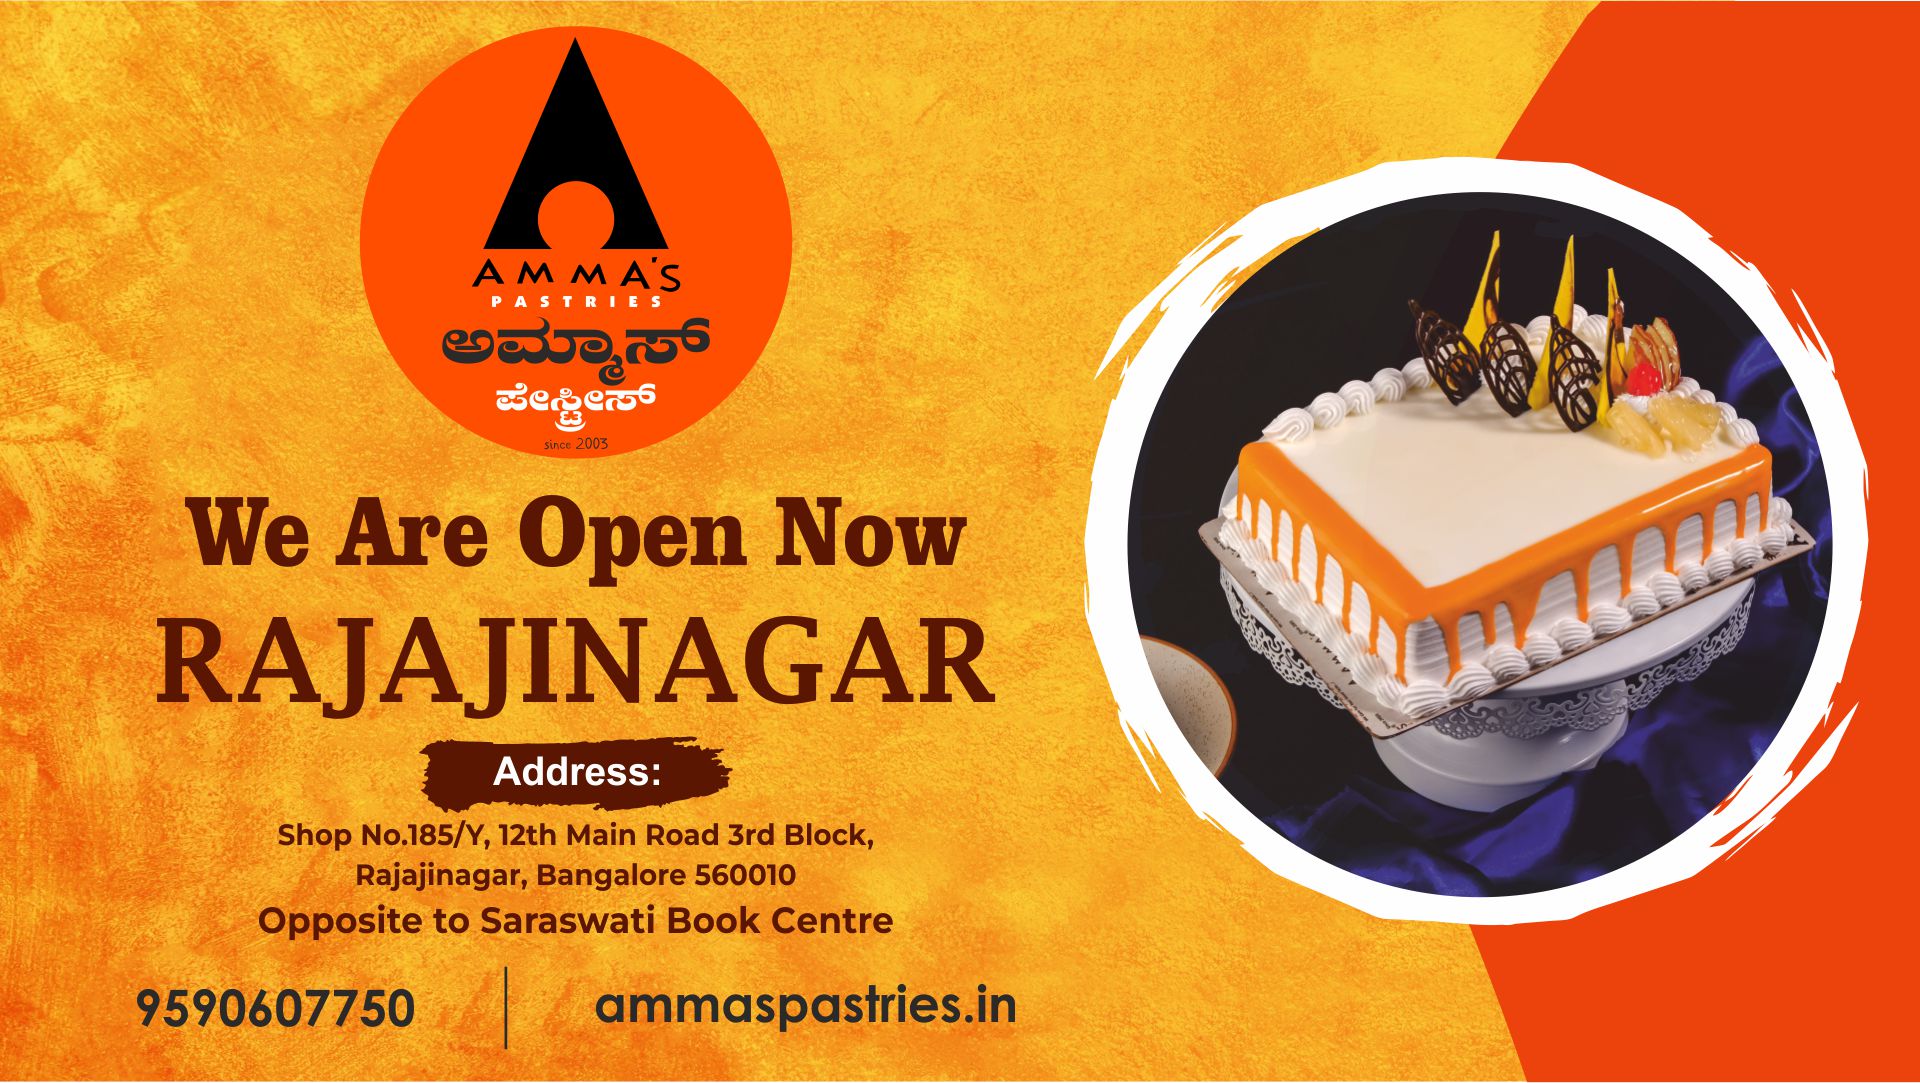 AMMA'S
PASTRIES
ಅಮ್ಮಾಸ್
ಪೇಸ್ಟ್ರೀಸ್
since 2003
We Are Open Now
RAJAJINAGAR
Address:
Shop No.185/Y, 12th Main Road 3rd Block,
Rajajinagar, Bangalore 560010
Opposite to Saraswati Book Centre
9590607750
ammaspastries.in